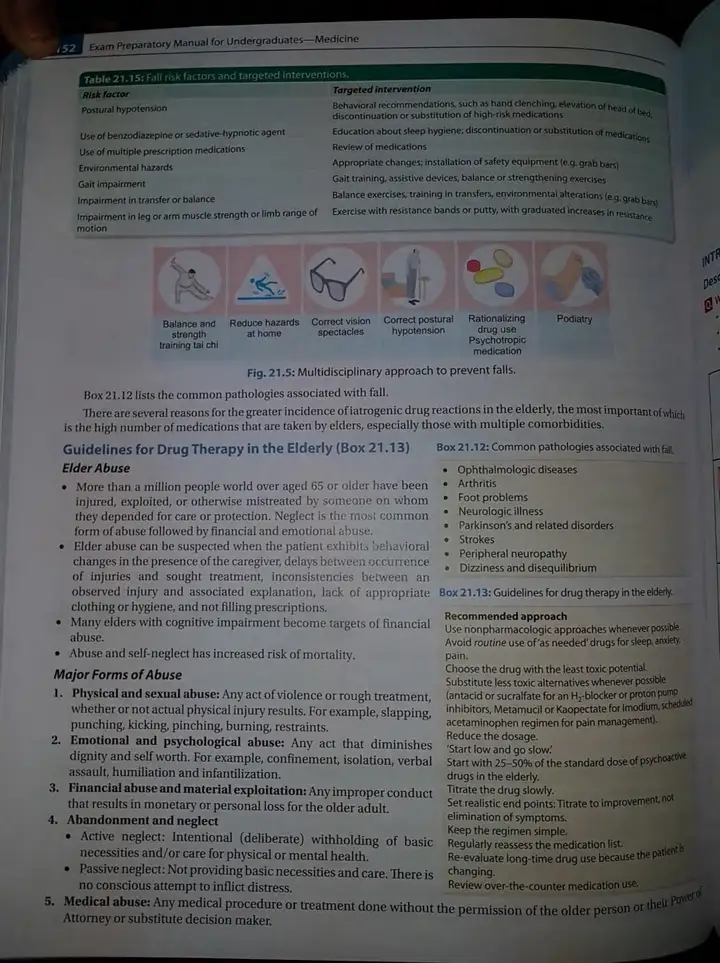 152 Exam Preparatory Manual for Undergraduates—Medicine
Table 21.15: Fall risk factors and targeted interventions.
Risk factor Targeted intervention
Postural hypotension Behavioral recommendations, such as hand clenching, elevation of head of bed,
discontinuation or substitution of high-risk medications
Use of benzodiazepine or sedative-hypnotic agent Education about sleep hygiene; discontinuation or substitution of medications
Use of multiple prescription medications Review of medications
Environmental hazards Appropriate changes; installation of safety equipment (e.g. grab bars)
Gait impairment Gait training, assistive devices, balance or strengthening exercises
Impairment in transfer or balance Balance exercises, training in transfers, environmental alterations (e.g. grab bars)
Impairment in leg or arm muscle strength or limb range of Exercise with resistance bands or putty, with graduated increases in resistance
motion
Balance and
strength
training tai chi
Reduce hazards
at home
Correct vision
spectacles
Correct postural
hypotension
Rationalizing
drug use
Psychotropic
medication
Podiatry
Fig. 21.5: Multidisciplinary approach to prevent falls.
Box 21.12 lists the common pathologies associated with fall.
There are several reasons for the greater incidence of iatrogenic drug reactions in the elderly, the most important of which
is the high number of medications that are taken by elders, especially those with multiple comorbidities.
Guidelines for Drug Therapy in the Elderly (Box 21.13)
Elder Abuse
• More than a million people world over aged 65 or older have been
injured, exploited, or otherwise mistreated by someone on whom
they depended for care or protection. Neglect is the most common
form of abuse followed by financial and emotional abuse.
• Elder abuse can be suspected when the patient exhibits behavioral
changes in the presence of the caregiver, delays between occurrence
of injuries and sought treatment, inconsistencies between an
observed injury and associated explanation, lack of appropriate
clothing or hygiene, and not filling prescriptions.
• Many elders with cognitive impairment become targets of financial
abuse.
• Abuse and self-neglect has increased risk of mortality.
Major Forms of Abuse
1. Physical and sexual abuse: Any act of violence or rough treatment,
whether or not actual physical injury results. For example, slapping,
punching, kicking, pinching, burning, restraints.
2. Emotional and psychological abuse: Any act that diminishes
dignity and self worth. For example, confinement, isolation, verbal
assault, humiliation and infantilization.
3. Financial abuse and material exploitation: Any improper conduct
that results in monetary or personal loss for the older adult.
4. Abandonment and neglect
• Active neglect: Intentional (deliberate) withholding of basic
necessities and/or care for physical or mental health.
• Passive neglect: Not providing basic necessities and care. There is
no conscious attempt to inflict distress.
5. Medical abuse: Any medical procedure or treatment done without the permission of the older person or their Power of
Attorney or substitute decision maker.
Box 21.12: Common pathologies associated with fall.
• Ophthalmologic diseases
• Arthritis
• Foot problems
• Neurologic illness
• Parkinson's and related disorders
• Strokes
• Peripheral neuropathy
• Dizziness and disequilibrium
Box 21.13: Guidelines for drug therapy in the elderly.
Recommended approach
Use nonpharmacologic approaches whenever possible.
Avoid routine use of 'as needed' drugs for sleep, anxiety,
pain.
Choose the drug with the least toxic potential.
Substitute less toxic alternatives whenever possible
(antacid or sucralfate for an H₂-blocker or proton pump
inhibitors, Metamucil or Kaopectate for Imodium, scheduled
acetaminophen regimen for pain management).
Reduce the dosage.
'Start low and go slow.'
Start with 25–50% of the standard dose of psychoactive
drugs in the elderly.
Titrate the drug slowly.
Set realistic end points: Titrate to improvement, not
elimination of symptoms.
Keep the regimen simple.
Regularly reassess the medication list.
Re-evaluate long-time drug use because the patient is
changing.
Review over-the-counter medication use.
INTR
Desc
Q W